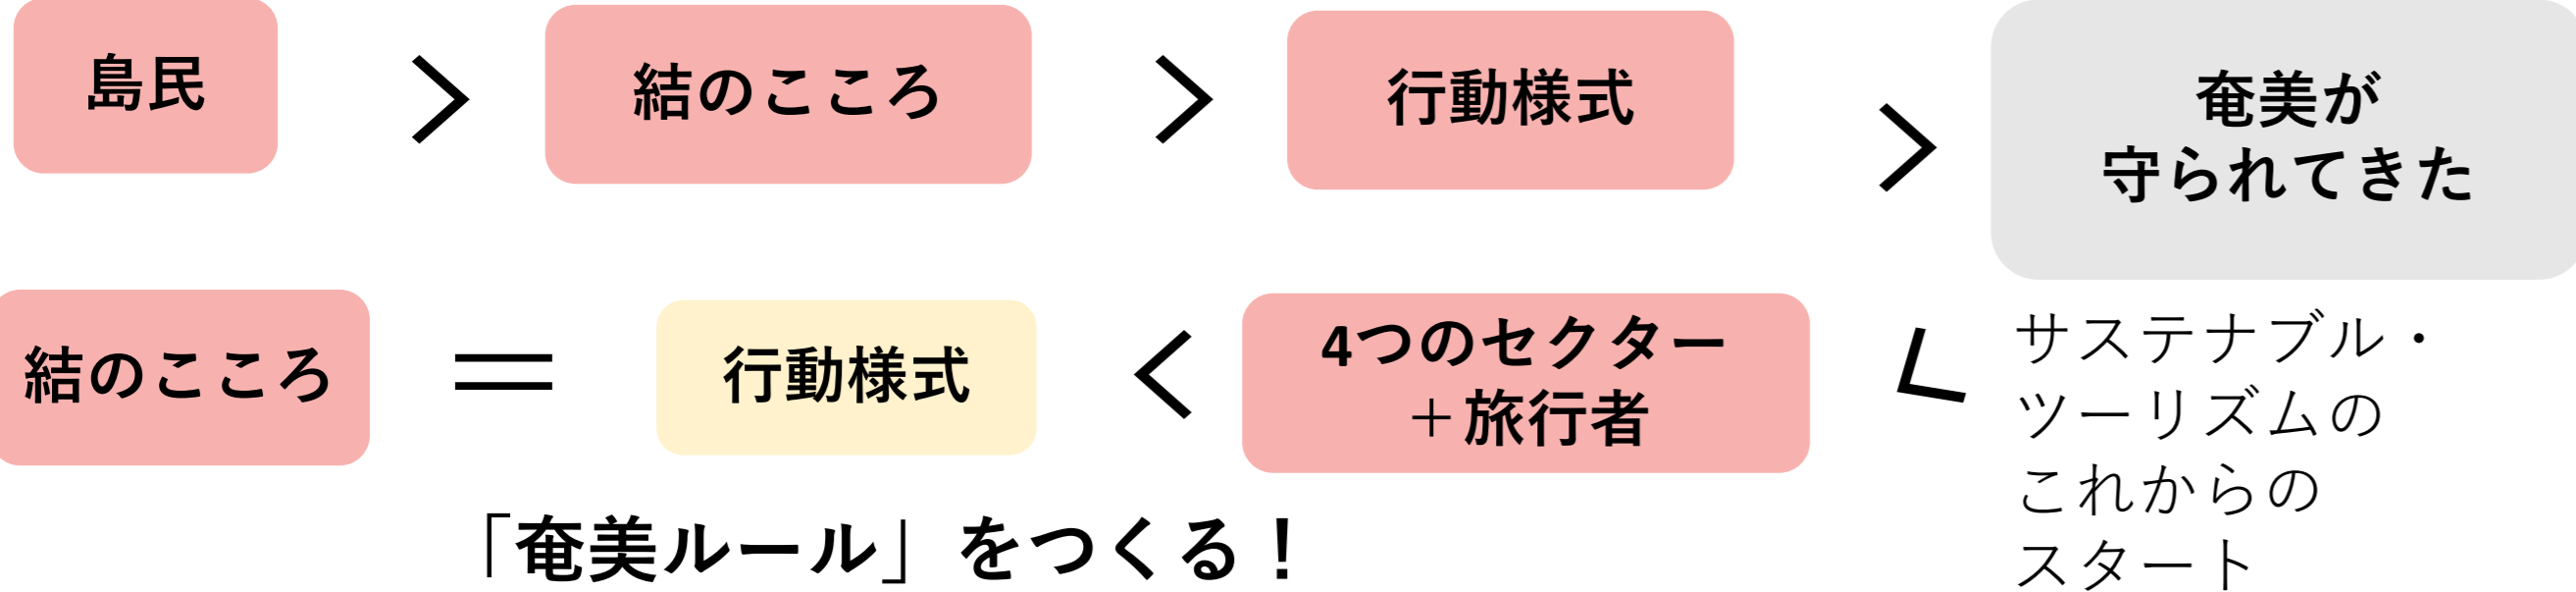 島民
>
結のこころ
>
行動様式
>
奄美が
守られてきた
結のこころ
=
行動様式
<
4つのセクター
+旅行者
<
サステナブル・
ツーリズムの
これからの
スタート
「奄美ルール」をつくる!